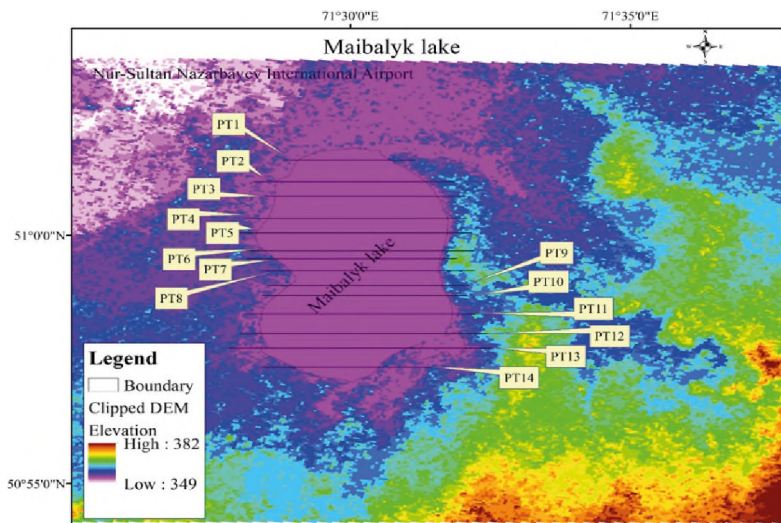 71°30'0"E
71°35'0"E
Maibalyk lake
Nur-Sultan Nazarbayev International Airport
PT1
PT2
PT3
PT4
51°0'0"N
PT5
PT6
PT7
PT8
Maibalyk lake
PT9
PT10
PT11
PT12
PT13
PT14
Legend
Boundary
Clipped DEM
Elevation
High : 382
Low : 349
50°55'0"N